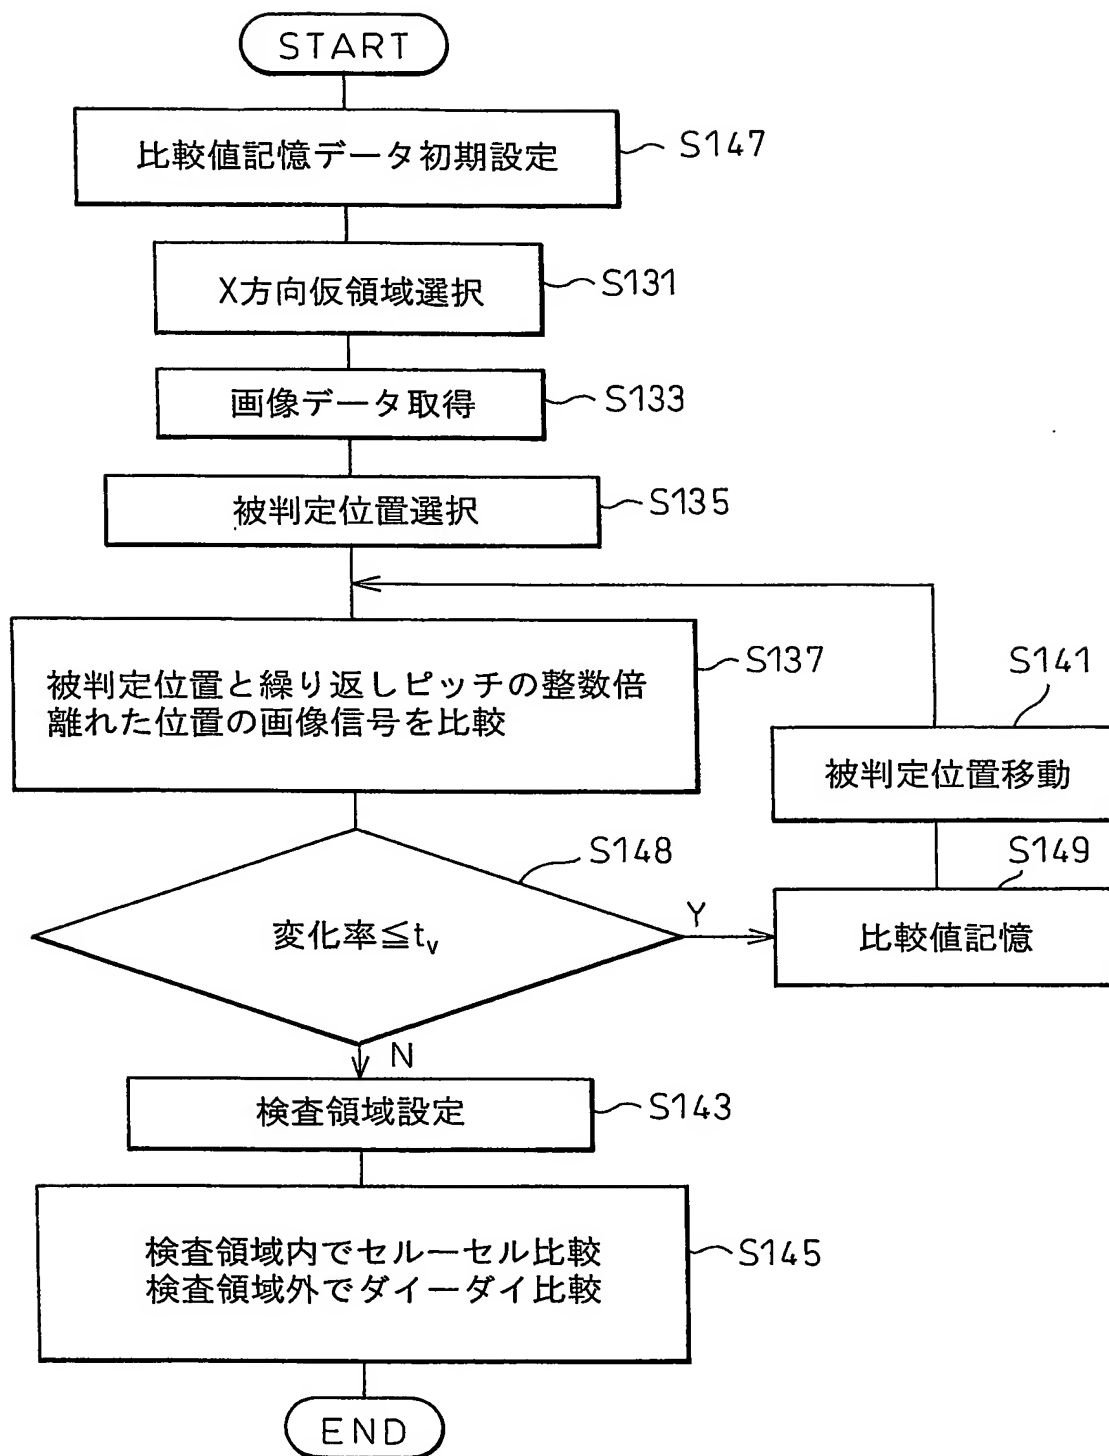 START
比較値記憶データ初期設定
S147
X方向仮領域選択
S131
画像データ取得
S133
被判定位置選択
S135
被判定位置と繰り返しピッチの整数倍
離れた位置の画像信号を比較
S137
S141
被判定位置移動
S148
変化率≦tv
Y
S149
比較値記憶
N
検査領域設定
S143
検査領域内でセルーセル比較
検査領域外でダイーダイ比較
S145
END